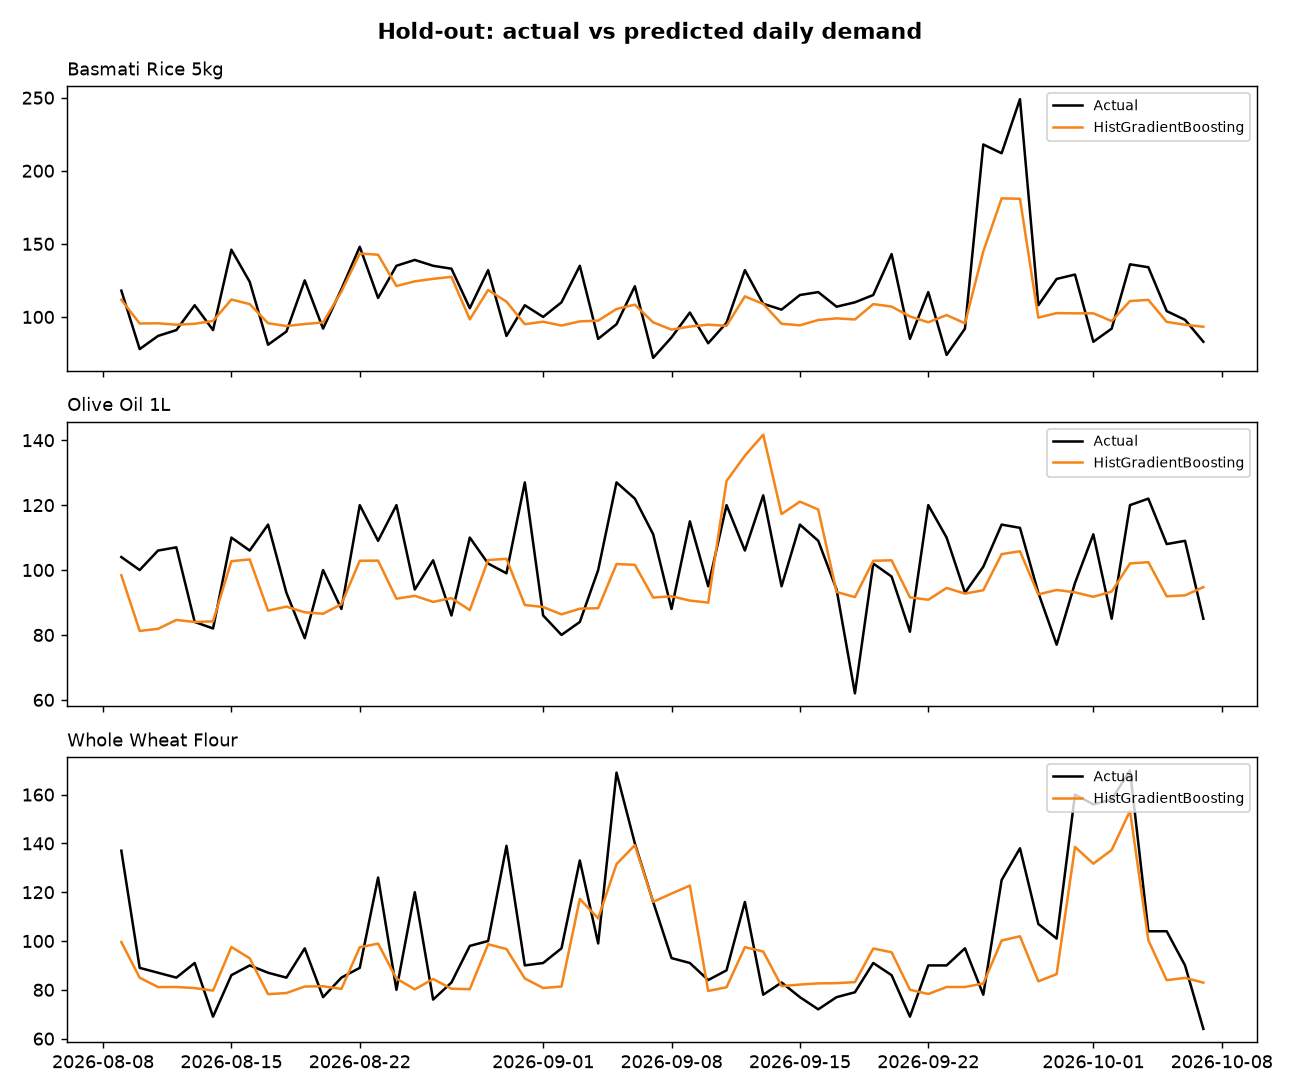 Hold-out: actual vs predicted daily demand
Basmati Rice 5kg
250
200
150
100
Actual
HistGradientBoosting
Olive Oil 1L
140
120
100
80
60
Actual
HistGradientBoosting
Whole Wheat Flour
160
140
120
100
80
60
Actual
HistGradientBoosting
2026-08-08 2026-08-15 2026-08-22 2026-09-01 2026-09-08 2026-09-15 2026-09-22 2026-10-01 2026-10-08